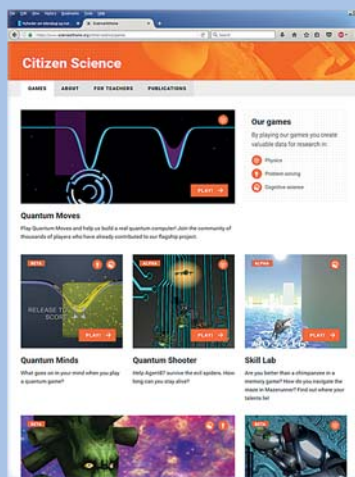 Citizen Science
GAMES ABOUT FOR TEACHERS PUBLICATIONS
PLAY!
Our games
By playing our games you create
valuable data for research in:
Physics
Problem solving
Cognitive science
Quantum Moves
Play Quantum Moves and help us build a real quantum computer! Join the community of
thousands of players who have already contributed to our flagship project.
BETA
RELEASE TO
SCORE
PLAY!
ALPHA
PLAY!
ALPHA
PLAY!
Quantum Minds
What goes on in your mind when you play
a quantum game?
Quantum Shooter
Help Agent87 survive the evil spiders. How
long can you stay alive?
Skill Lab
Are you better than a chimpanzee in a
memory game? How do you navigate the
maze in Mazerunner? Find out where your
talents lie!
BETA